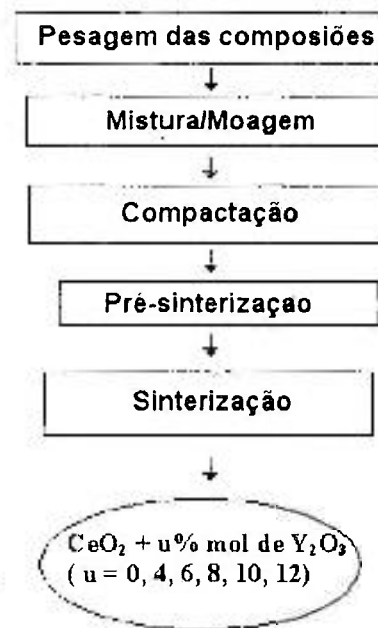 Pesagem das composiões
Mistura/Moagem
Compactação
Pré-sinterizaçao
Sinterização
CeO₂ + u% mol de Y₂O₃
( u = 0, 4, 6, 8, 10, 12)